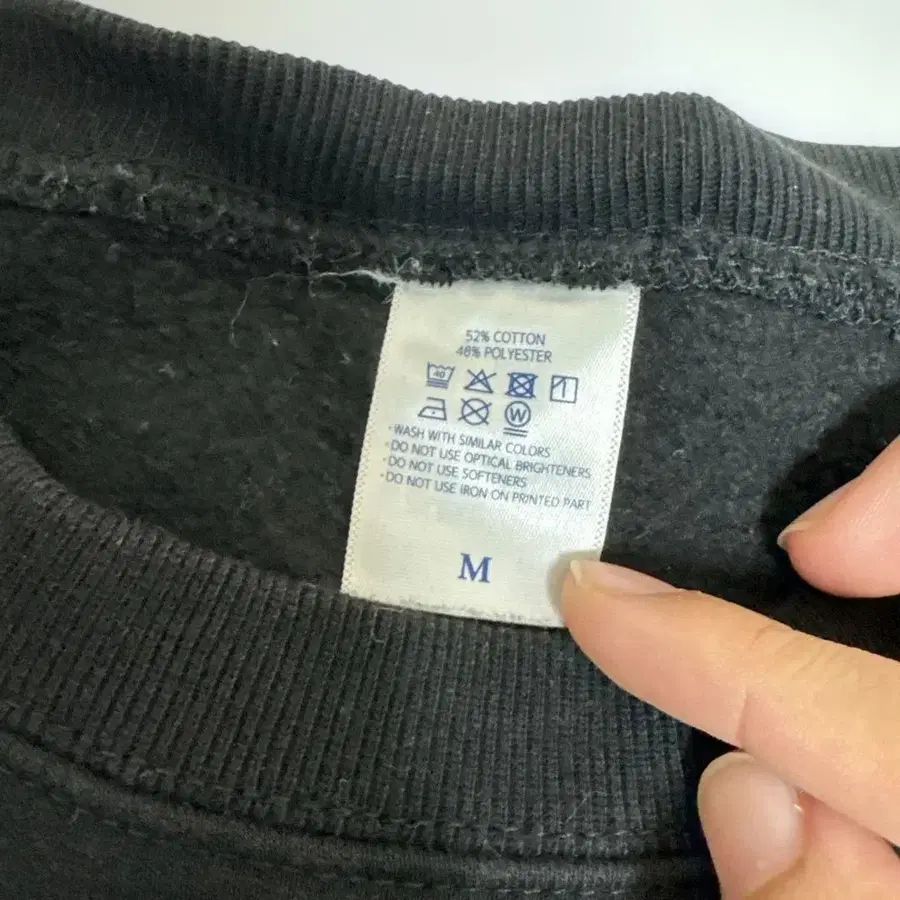 52% COTTON
48% POLYESTER
40
W
*WASH WITH SIMILAR COLORS
*DO NOT USE OPTICAL BRIGHTENERS
*DO NOT USE SOFTENERS
*DO NOT USE IRON ON PRINTED PART
M